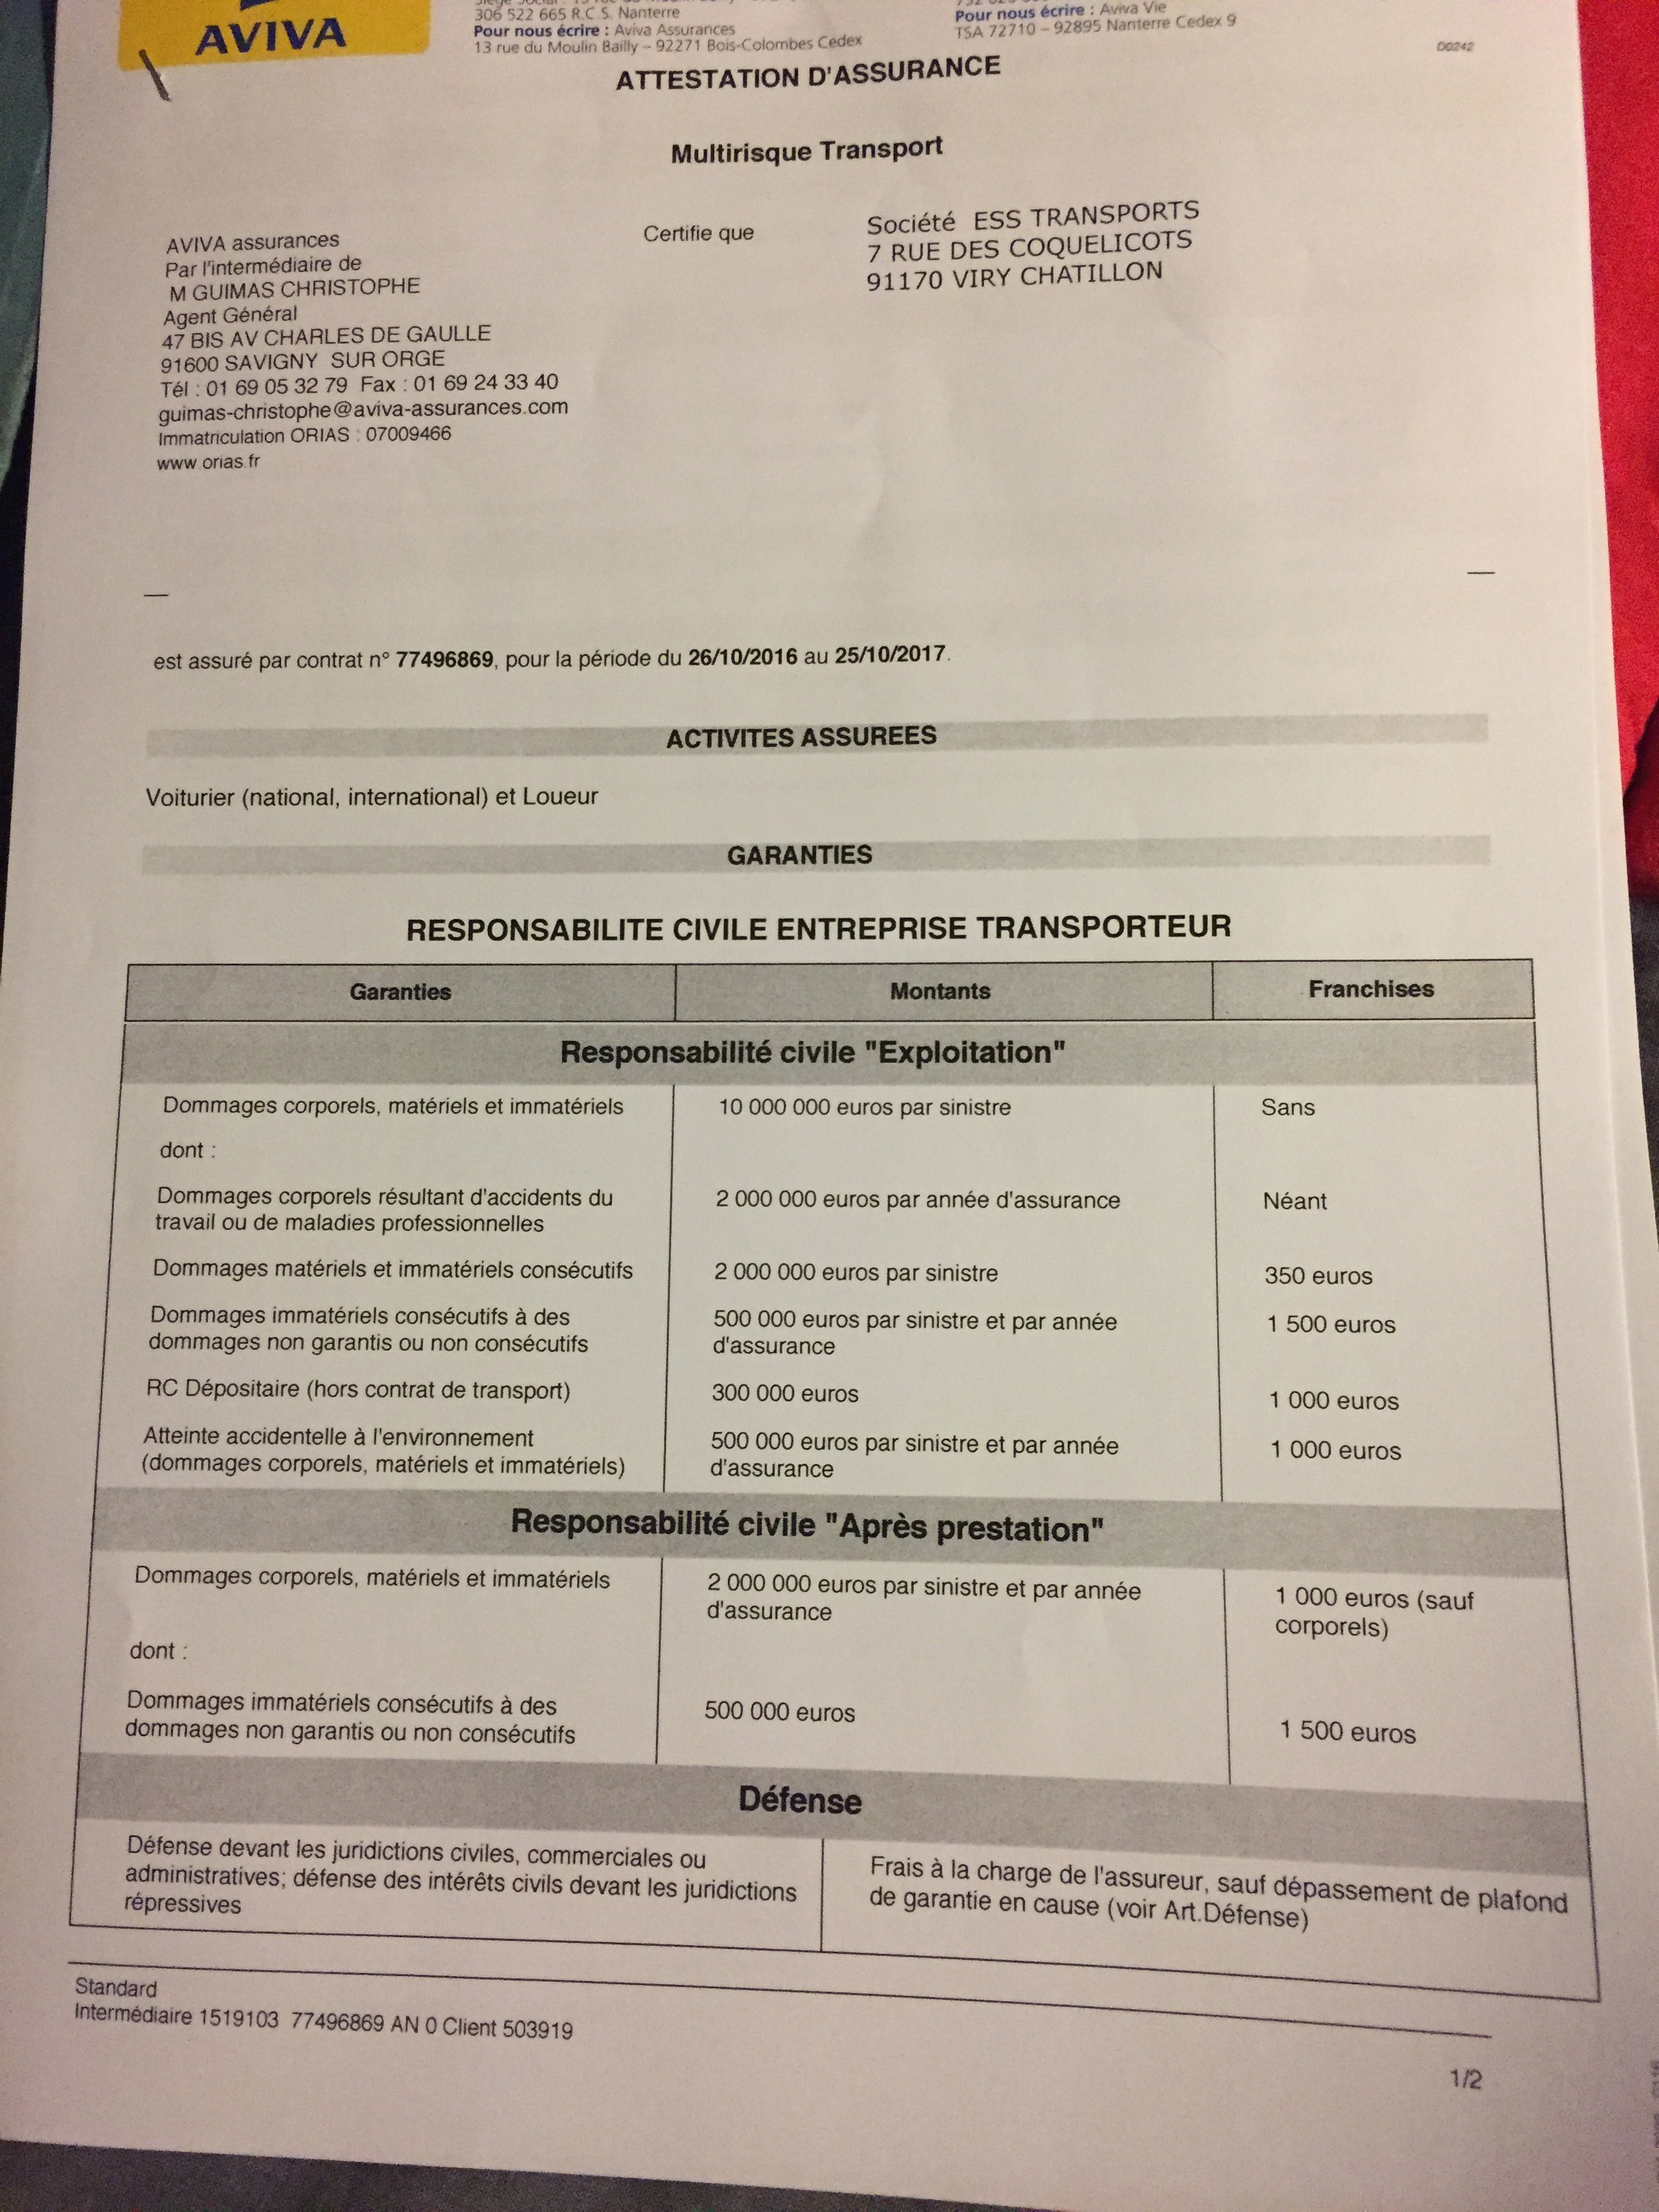 AVIVA
306 522 665 R.C.S. Nanterre
Pour nous écrire : Aviva Assurances
13 rue du Moulin Bailly – 92271 Bois-Colombes Cedex
Pour nous écrire : Aviva Vie
TSA 72710 – 92895 Nanterre Cedex 9
D0242
ATTESTATION D'ASSURANCE
Multirisque Transport
AVIVA assurances
Par l'intermédiaire de
M GUIMAS CHRISTOPHE
Agent Général
47 BIS AV CHARLES DE GAULLE
91600 SAVIGNY SUR ORGE
Tél : 01 69 05 32 79 Fax : 01 69 24 33 40
guimas-christophe@aviva-assurances.com
Immatriculation ORIAS : 07009466
www.orias.fr
Certifie que
Société ESS TRANSPORTS
7 RUE DES COQUELICOTS
91170 VIRY CHATILLON
est assuré par contrat n° 77496869, pour la période du 26/10/2016 au 25/10/2017.
ACTIVITES ASSUREES
Voiturier (national, international) et Loueur
GARANTIES
RESPONSABILITE CIVILE ENTREPRISE TRANSPORTEUR
Garanties Montants Franchises
Responsabilité civile "Exploitation"
Dommages corporels, matériels et immatériels 10 000 000 euros par sinistre Sans
dont :
Dommages corporels résultant d'accidents du 2 000 000 euros par année d'assurance Néant
travail ou de maladies professionnelles
Dommages matériels et immatériels consécutifs 2 000 000 euros par sinistre 350 euros
Dommages immatériels consécutifs à des 500 000 euros par sinistre et par année 1 500 euros
dommages non garantis ou non consécutifs d'assurance
RC Dépositaire (hors contrat de transport) 300 000 euros 1 000 euros
Atteinte accidentelle à l'environnement 500 000 euros par sinistre et par année 1 000 euros
(dommages corporels, matériels et immatériels) d'assurance
Responsabilité civile "Après prestation"
Dommages corporels, matériels et immatériels 2 000 000 euros par sinistre et par année 1 000 euros (sauf
d'assurance corporels)
dont :
Dommages immatériels consécutifs à des 500 000 euros 1 500 euros
dommages non garantis ou non consécutifs
Défense
Défense devant les juridictions civiles, commerciales ou Frais à la charge de l'assureur, sauf dépassement de plafond
administratives; défense des intérêts civils devant les juridictions de garantie en cause (voir Art.Défense)
répressives
Standard
Intermédiaire 1519103 77496869 AN 0 Client 503919
1/2